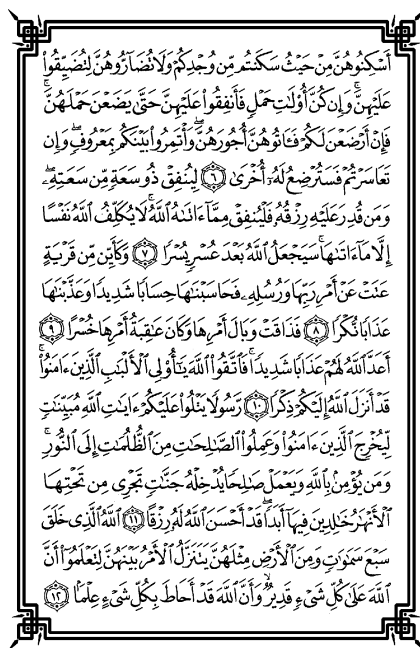 أَسْكِنُوهُنَّ مِنْ حَيْثُ سَكَنتُم مِّن وُجْدِكُمْ وَلَا تُضَآرُّوهُنَّ لِتُضَيِّقُوا۟
عَلَيْهِنَّ ۚ وَإِن كُنَّ أُو۟لَـٰتِ حَمْلٍ فَأَنفِقُوا۟ عَلَيْهِنَّ حَتَّىٰ يَضَعْنَ حَمْلَهُنَّ ۚ
فَإِنْ أَرْضَعْنَ لَكُمْ فَـَٔاتُوهُنَّ أُجُورَهُنَّ ۖ وَأْتَمِرُوا۟ بَيْنَكُم بِمَعْرُوفٍ ۖ وَإِن
تَعَاسَرْتُمْ فَسَتُرْضِعُ لَهُۥٓ أُخْرَىٰ ۝٦ لِيُنفِقْ ذُو سَعَةٍ مِّن سَعَتِهِۦ ۖ
وَمَن قُدِرَ عَلَيْهِ رِزْقُهُۥ فَلْيُنفِقْ مِمَّآ ءَاتَىٰهُ ٱللَّهُ ۚ لَا يُكَلِّفُ ٱللَّهُ نَفْسًا
إِلَّا مَآ ءَاتَىٰهَا ۚ سَيَجْعَلُ ٱللَّهُ بَعْدَ عُسْرٍ يُسْرًا ۝٧ وَكَأَيِّن مِّن قَرْيَةٍ
عَتَتْ عَنْ أَمْرِ رَبِّهَا وَرُسُلِهِۦ فَحَاسَبْنَـٰهَا حِسَابًا شَدِيدًا وَعَذَّبْنَـٰهَا
عَذَابًا نُّكْرًا ۝٨ فَذَاقَتْ وَبَالَ أَمْرِهَا وَكَانَ عَـٰقِبَةُ أَمْرِهَا خُسْرًا ۝٩
أَعَدَّ ٱللَّهُ لَهُمْ عَذَابًا شَدِيدًا ۖ فَٱتَّقُوا۟ ٱللَّهَ يَـٰٓأُو۟لِى ٱلْأَلْبَـٰبِ ٱلَّذِينَ ءَامَنُوا۟ ۚ
قَدْ أَنزَلَ ٱللَّهُ إِلَيْكُمْ ذِكْرًا ۝١٠ رَّسُولًا يَتْلُوا۟ عَلَيْكُمْ ءَايَـٰتِ ٱللَّهِ مُبَيِّنَـٰتٍ
لِّيُخْرِجَ ٱلَّذِينَ ءَامَنُوا۟ وَعَمِلُوا۟ ٱلصَّـٰلِحَـٰتِ مِنَ ٱلظُّلُمَـٰتِ إِلَى ٱلنُّورِ ۚ
وَمَن يُؤْمِنۢ بِٱللَّهِ وَيَعْمَلْ صَـٰلِحًا يُدْخِلْهُ جَنَّـٰتٍ تَجْرِى مِن تَحْتِهَا
ٱلْأَنْهَـٰرُ خَـٰلِدِينَ فِيهَآ أَبَدًا ۖ قَدْ أَحْسَنَ ٱللَّهُ لَهُۥ رِزْقًا ۝١١ ٱللَّهُ ٱلَّذِى خَلَقَ
سَبْعَ سَمَـٰوَٰتٍ وَمِنَ ٱلْأَرْضِ مِثْلَهُنَّ يَتَنَزَّلُ ٱلْأَمْرُ بَيْنَهُنَّ لِتَعْلَمُوٓا۟ أَنَّ
ٱللَّهَ عَلَىٰ كُلِّ شَىْءٍ قَدِيرٌ وَأَنَّ ٱللَّهَ قَدْ أَحَاطَ بِكُلِّ شَىْءٍ عِلْمًۢا ۝١٢